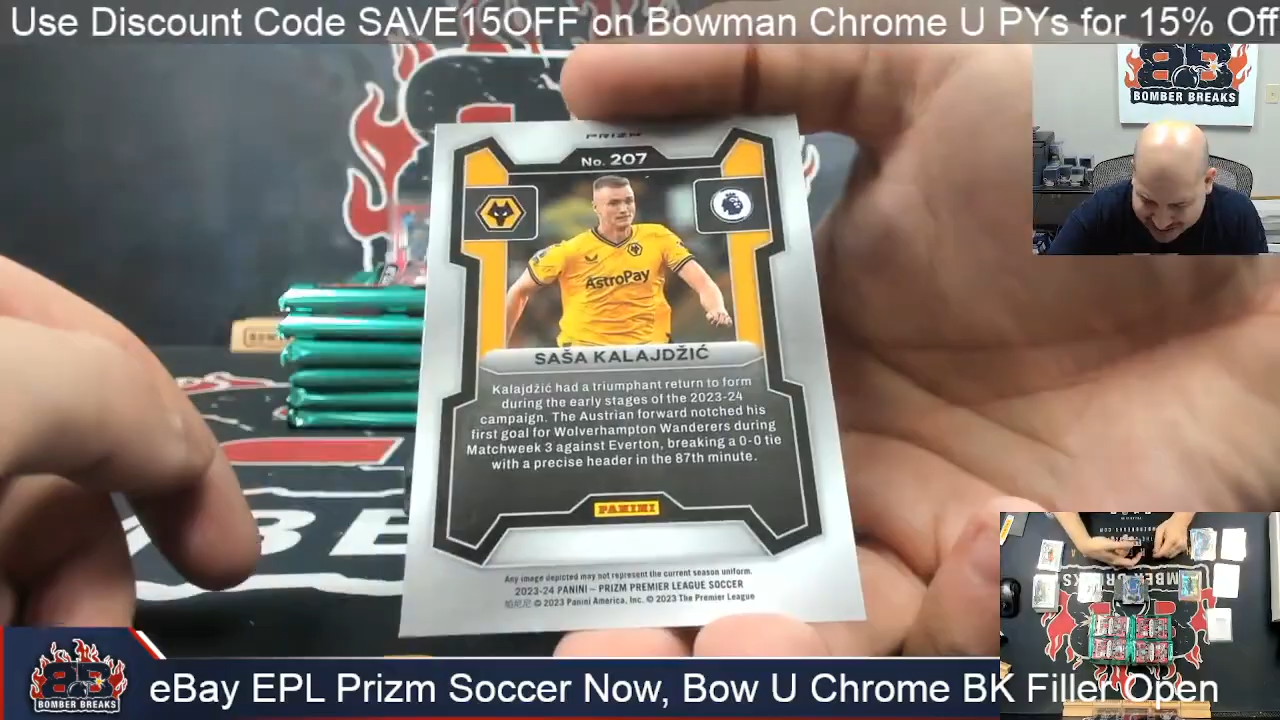 Use Discount Code SAVE15OFF on Bowman Chrome U PYs for 15% Off
BOMBER BREAKS
PRIZM
No. 207
AstroPay
SAŠA KALAJDŽIĆ
Kalajdžić had a triumphant return to form
during the early stages of the 2023-24
campaign. The Austrian forward notched his
first goal for Wolverhampton Wanderers during
Matchweek 3 against Everton, breaking a 0-0 tie
with a precise header in the 87th minute.
PANINI
Any image depicted may not represent the current season uniform.
2023-24 PANINI – PRIZM PREMIER LEAGUE SOCCER
帕尼尼 © 2023 Panini America, Inc. © 2023 The Premier League
BB
BOMBER BREAKS
eBay EPL Prizm Soccer Now, Bow U Chrome BK Filler Open